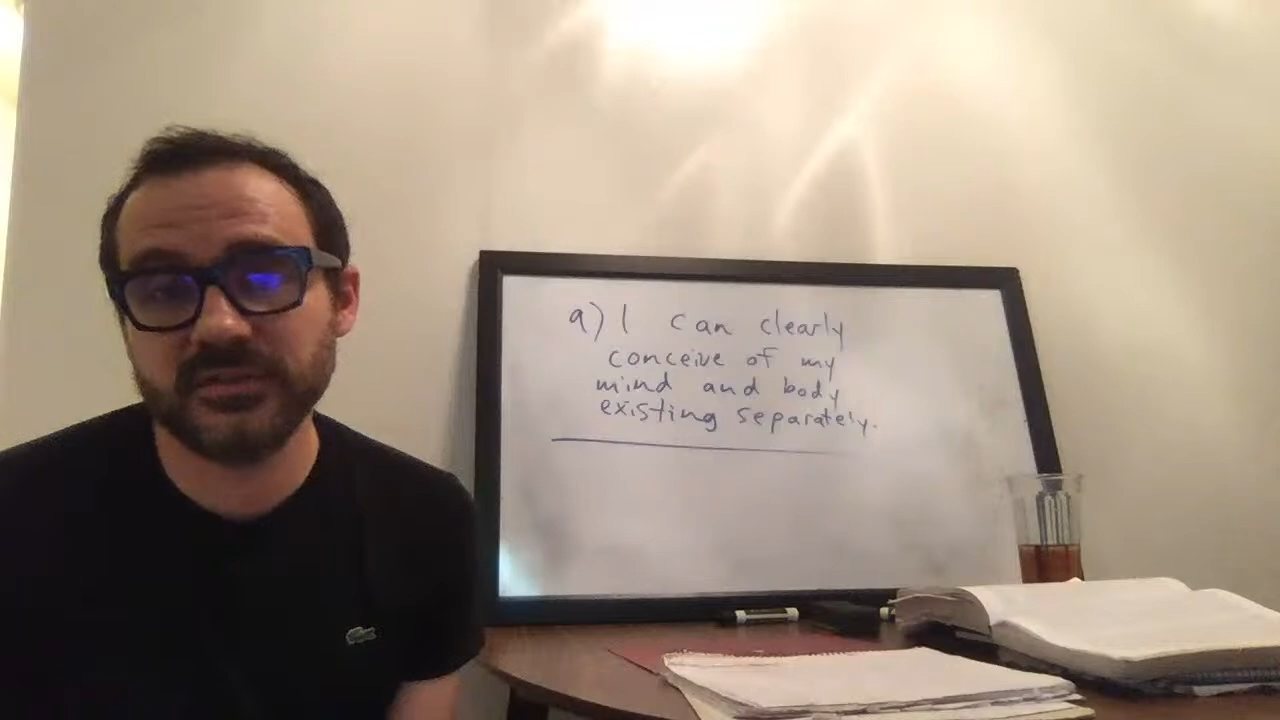 a) I can clearly
conceive of my
mind and body
existing separately.